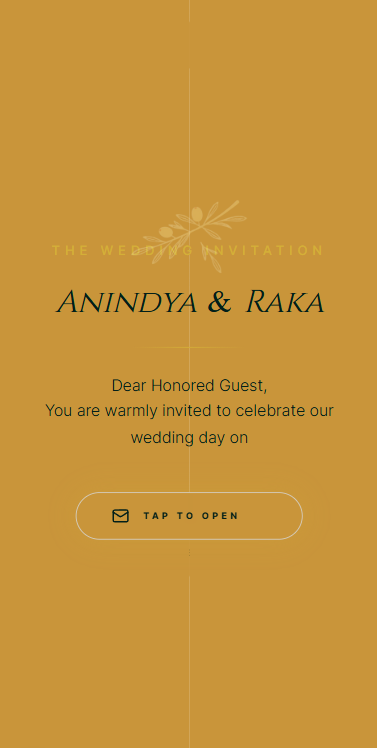 THE WEDDING INVITATION
ANINDYA & RAKA
Dear Honored Guest,
You are warmly invited to celebrate our
wedding day on
TAP TO OPEN